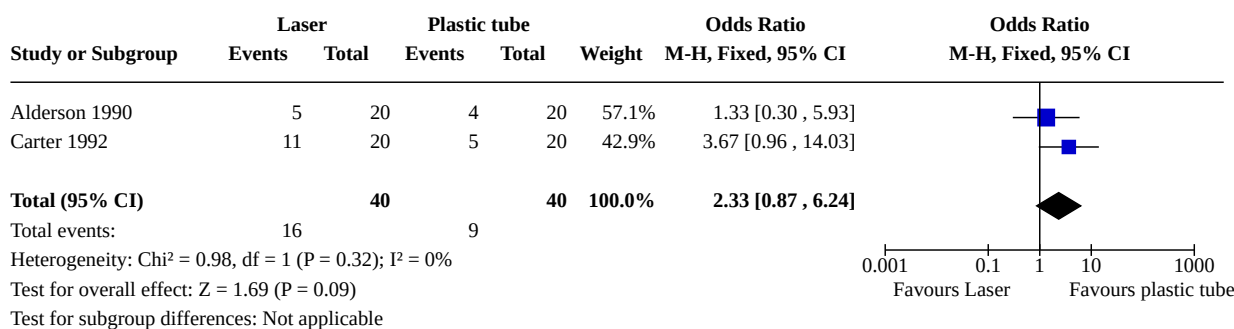 Laser Plastic tube Odds Ratio Odds Ratio
Study or Subgroup Events Total Events Total Weight M-H, Fixed, 95% CI M-H, Fixed, 95% CI
Alderson 1990 5 20 4 20 57.1% 1.33 [0.30 , 5.93]
Carter 1992 11 20 5 20 42.9% 3.67 [0.96 , 14.03]
Total (95% CI) 40 40 100.0% 2.33 [0.87 , 6.24]
Total events: 16 9
Heterogeneity: Chi² = 0.98, df = 1 (P = 0.32); I² = 0%
0.001 0.1 1 10 1000
Test for overall effect: Z = 1.69 (P = 0.09) Favours Laser Favours plastic tube
Test for subgroup differences: Not applicable